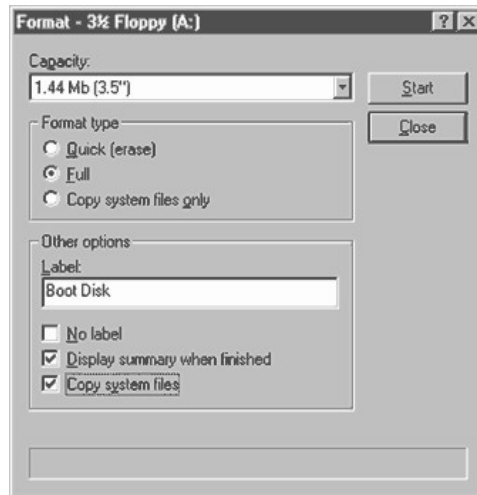 Format - 3½ Floppy (A:)
Capacity:
1.44 Mb (3.5")
Start
Close
Format type
Quick (erase)
Full
Copy system files only
Other options
Label:
Boot Disk
No label
Display summary when finished
Copy system files